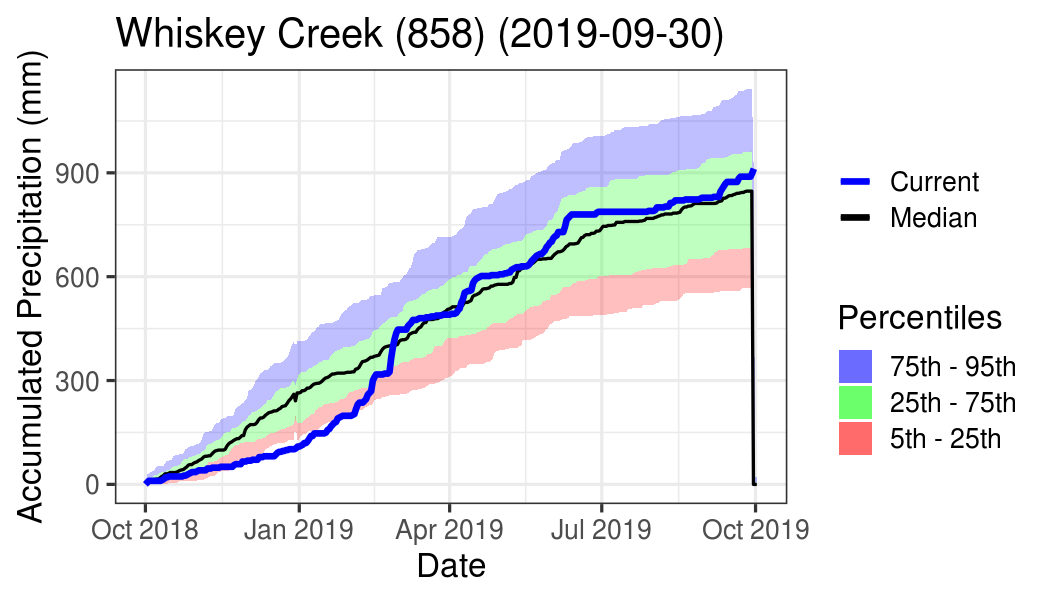 Whiskey Creek (858) (2019-09-30)
Accumulated Precipitation (mm)
900
600
300
0
Oct 2018
Jan 2019
Apr 2019
Jul 2019
Oct 2019
Date
Current
Median
Percentiles
75th - 95th
25th - 75th
5th - 25th